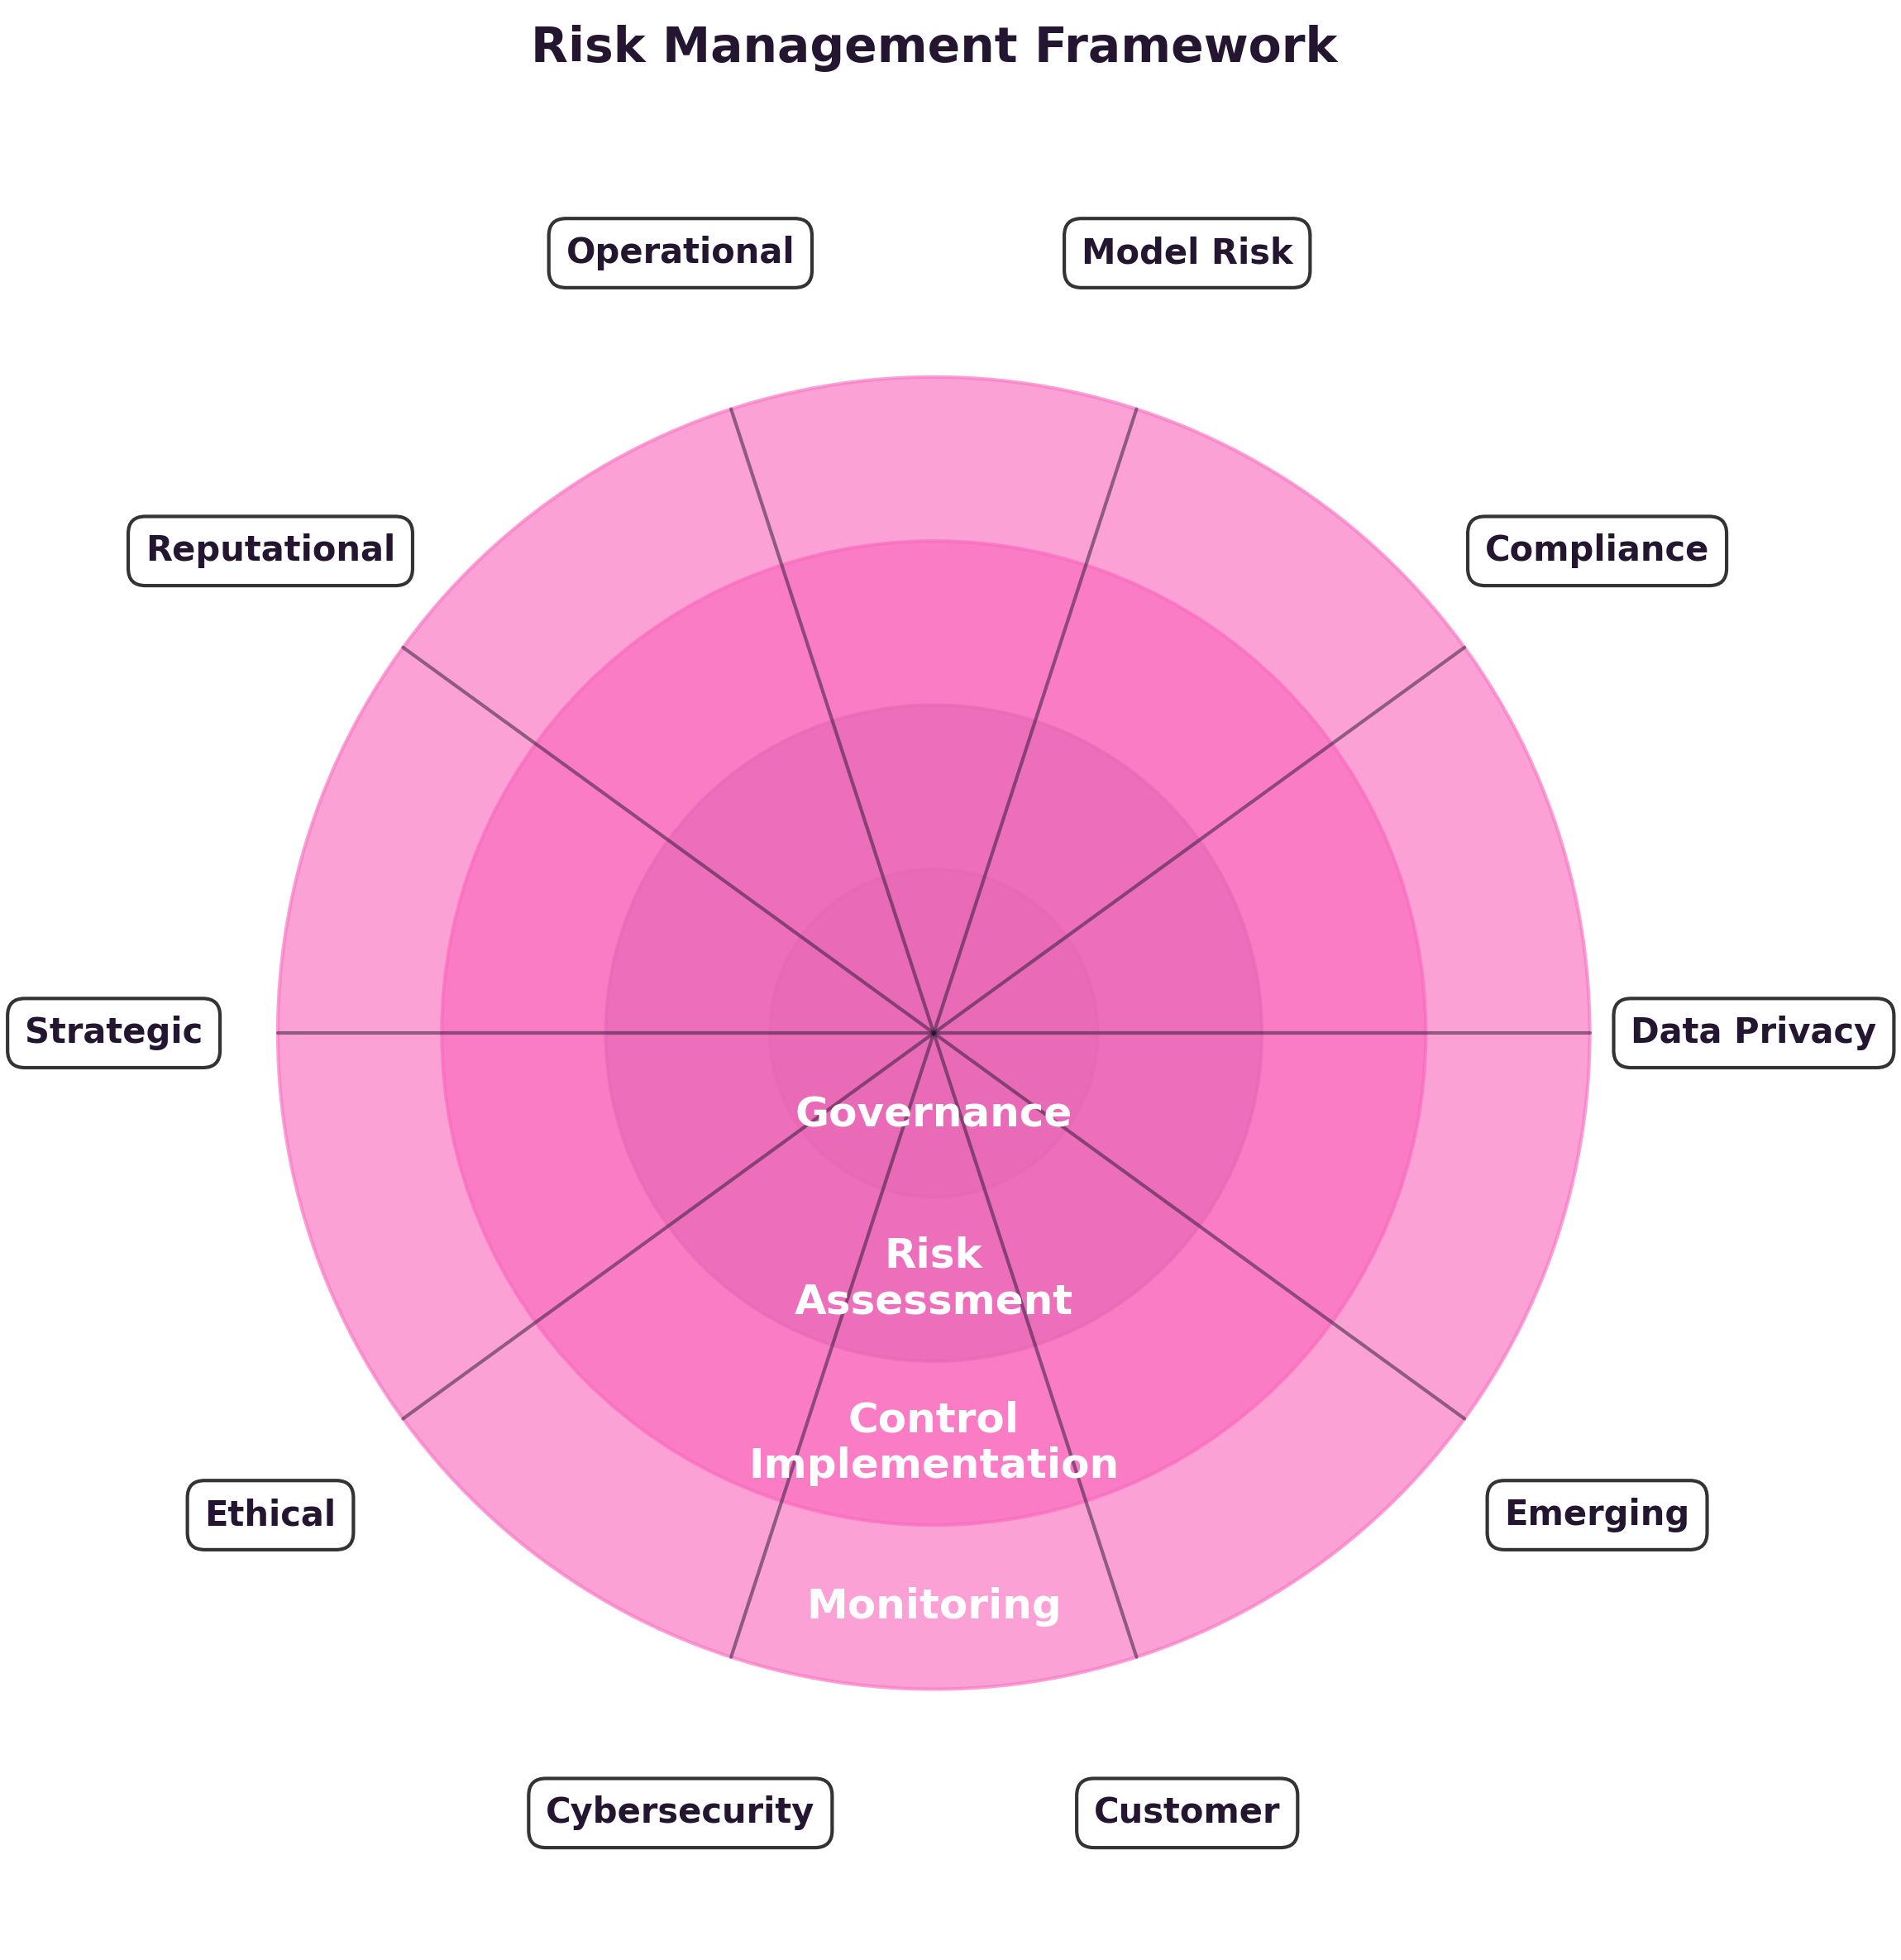 Risk Management Framework
Operational
Model Risk
Reputational
Compliance
Strategic
Data Privacy
Governance
Risk
Assessment
Control
Implementation
Ethical
Emerging
Monitoring
Cybersecurity
Customer